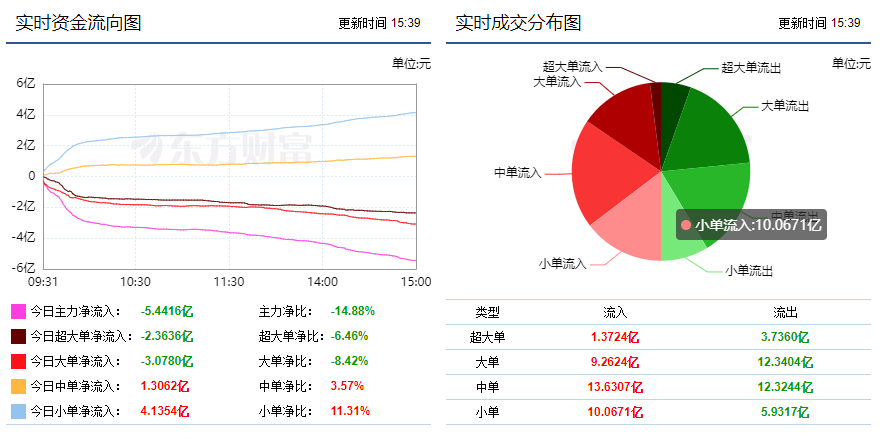 实时资金流向图
更新时间 15:39
单位:元
6亿
4亿
2亿
0
-2亿
-4亿
-6亿
09:31 10:30 11:30 14:00 15:00
东方财富
今日主力净流入： -5.4416亿 主力净比： -14.88%
今日超大单净流入： -2.3636亿 超大单净比： -6.46%
今日大单净流入： -3.0780亿 大单净比： -8.42%
今日中单净流入： 1.3062亿 中单净比： 3.57%
今日小单净流入： 4.1354亿 小单净比： 11.31%
实时成交分布图
更新时间 15:39
单位:元
超大单流入 超大单流出
大单流入 大单流出
中单流入 中单流出
小单流入:10.0671亿
小单流入 小单流出
类型 流入 流出
超大单 1.3724亿 3.7360亿
大单 9.2624亿 12.3404亿
中单 13.6307亿 12.3244亿
小单 10.0671亿 5.9317亿